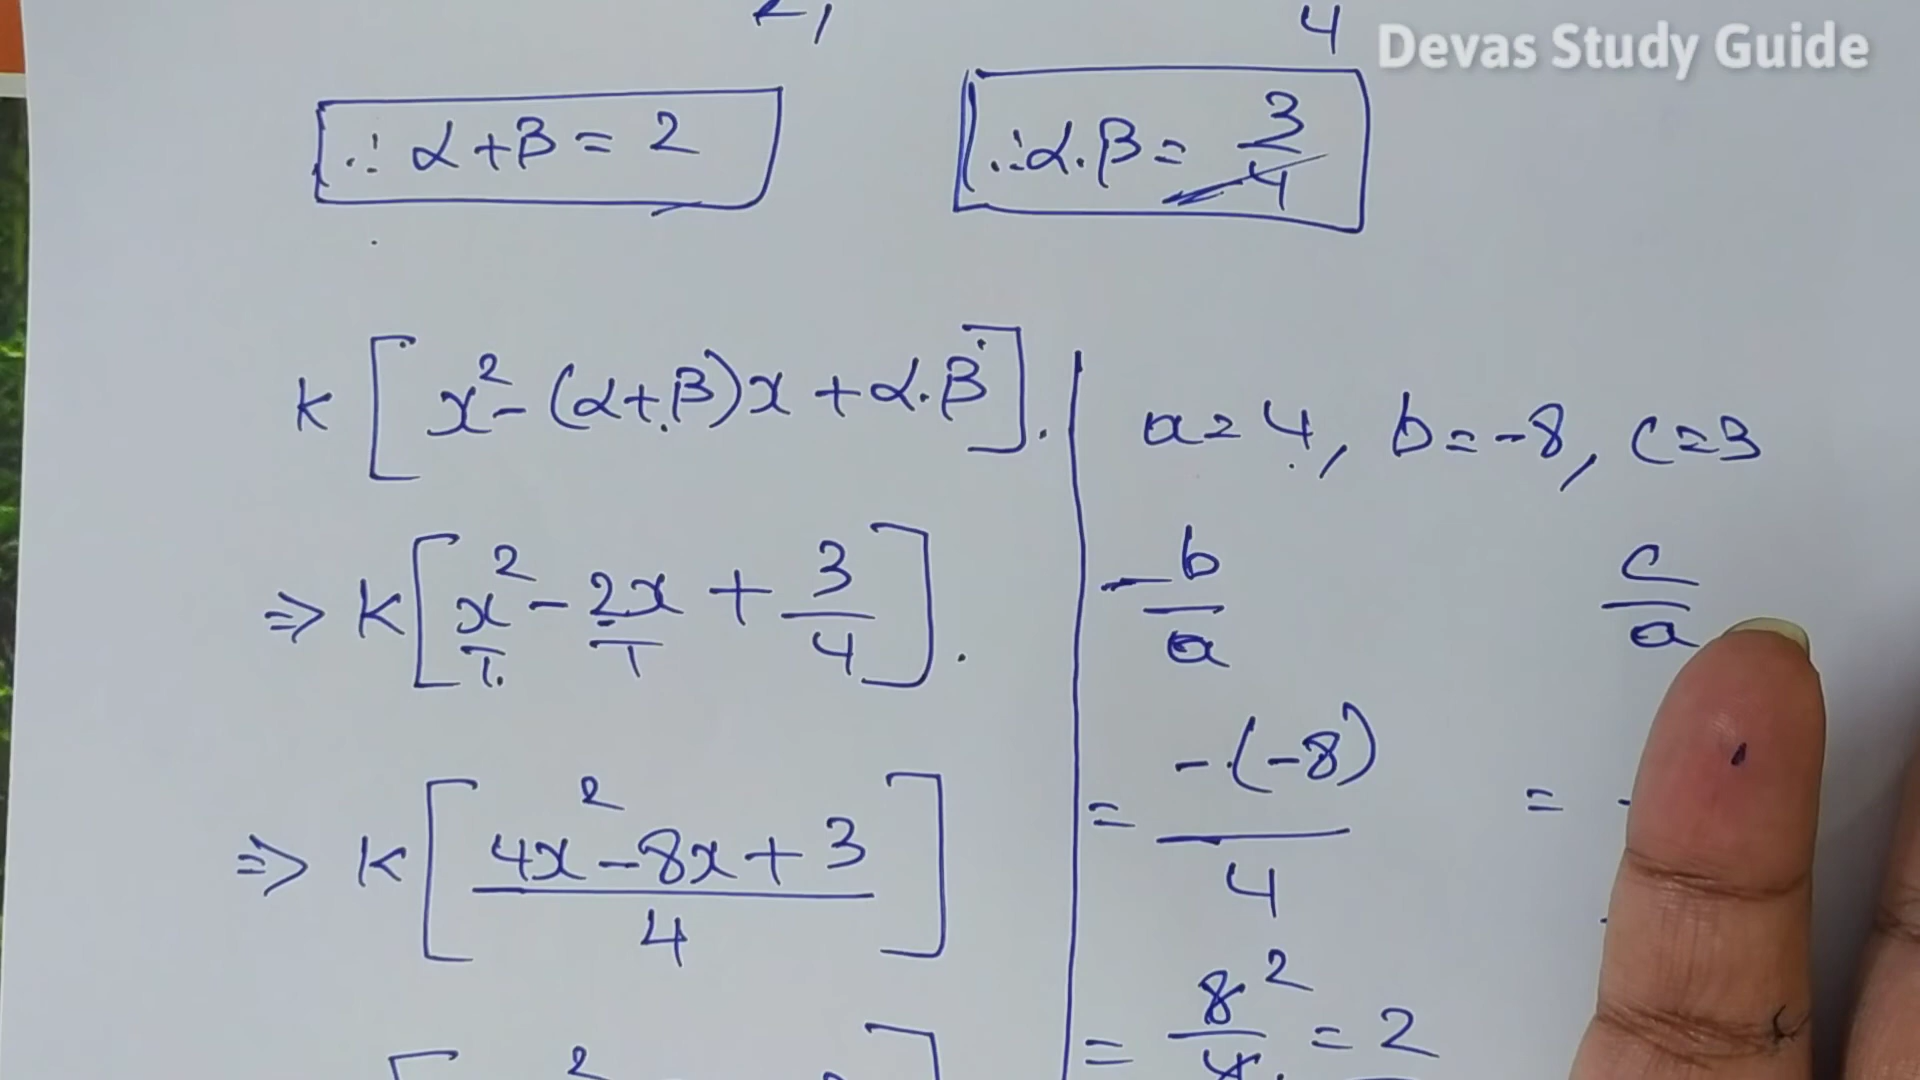 Devas Study Guide
4
∴ α+β = 2
∴ α.β = 3/4
k [x² - (α+β)x + α.β].
⇒ k [x²/1 - 2x/1 + 3/4].
⇒ k [4x² - 8x + 3 / 4]
a = 4, b = -8, c = 3
-b/a
c/a
= -(-8)/4
=
= 8/4 = 2